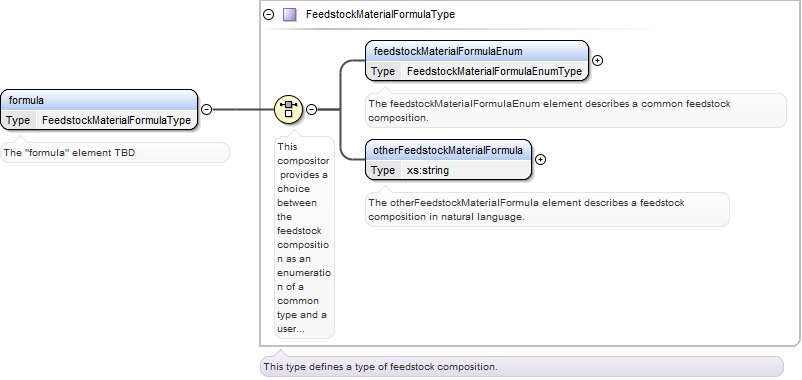 FeedstockMaterialFormulaType
feedstockMaterialFormulaEnum
Type FeedstockMaterialFormulaEnumType
The feedstockMaterialFormulaEnum element describes a common feedstock
composition.
formula
Type FeedstockMaterialFormulaType
The "formula" element TBD
This
compositor
provides a
choice
between
the
feedstock
compositio
n as an
enumeratio
n of a
common
type and a
user...
otherFeedstockMaterialFormula
Type xs:string
The otherFeedstockMaterialFormula element describes a feedstock
composition in natural language.
This type defines a type of feedstock composition.